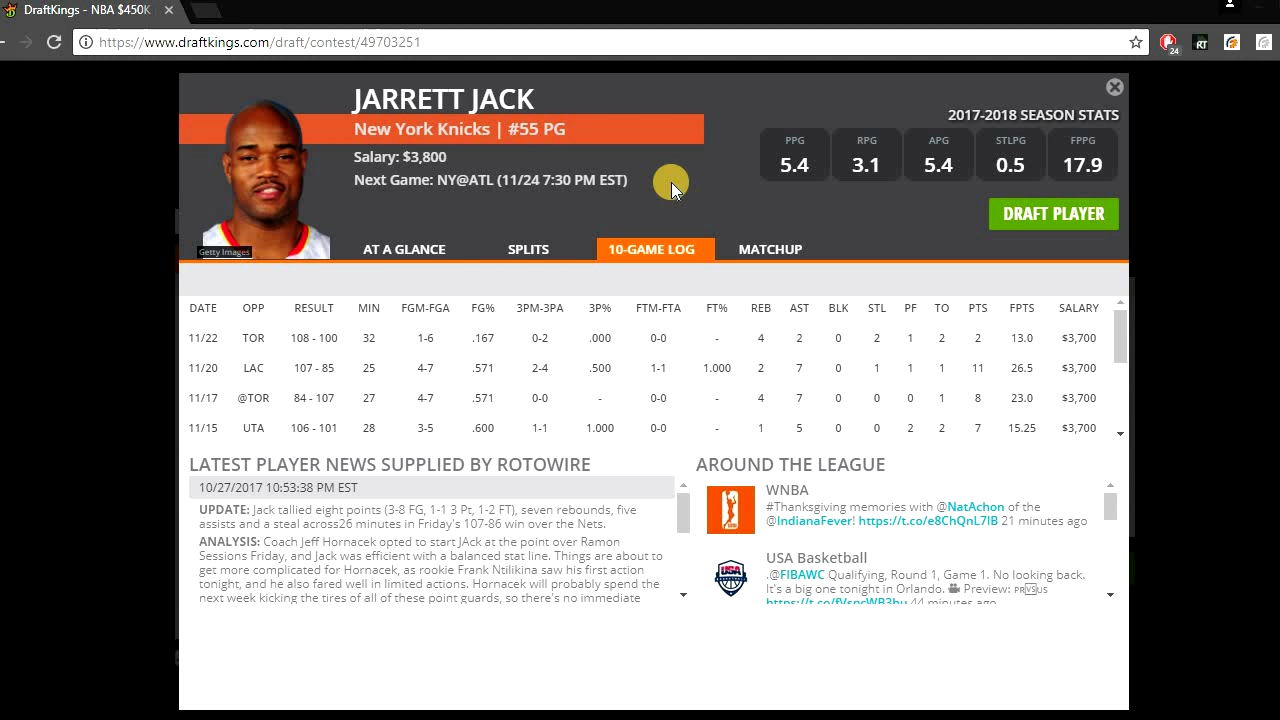 DraftKings - NBA $450K
https://www.draftkings.com/draft/contest/49703251
24
RT
JARRETT JACK
New York Knicks | #55 PG
Salary: $3,800
Next Game: NY@ATL (11/24 7:30 PM EST)
Getty Images
2017-2018 SEASON STATS
PPG RPG APG STLPG FPPG
5.4 3.1 5.4 0.5 17.9
DRAFT PLAYER
AT A GLANCE SPLITS 10-GAME LOG MATCHUP
DATE OPP RESULT MIN FGM-FGA FG% 3PM-3PA 3P% FTM-FTA FT% REB AST BLK STL PF TO PTS FPTS SALARY
11/22 TOR 108 - 100 32 1-6 .167 0-2 .000 0-0 - 4 2 0 2 1 2 2 13.0 $3,700
11/20 LAC 107 - 85 25 4-7 .571 2-4 .500 1-1 1.000 2 7 0 1 1 1 11 26.5 $3,700
11/17 @TOR 84 - 107 27 4-7 .571 0-0 - 0-0 - 4 7 0 0 0 1 8 23.0 $3,700
11/15 UTA 106 - 101 28 3-5 .600 1-1 1.000 0-0 - 1 5 0 0 2 2 7 15.25 $3,700
LATEST PLAYER NEWS SUPPLIED BY ROTOWIRE
10/27/2017 10:53:38 PM EST
UPDATE: Jack tallied eight points (3-8 FG, 1-1 3 Pt, 1-2 FT), seven rebounds, five
assists and a steal across26 minutes in Friday's 107-86 win over the Nets.
ANALYSIS: Coach Jeff Hornacek opted to start JAck at the point over Ramon
Sessions Friday, and Jack was efficient with a balanced stat line. Things are about to
get more complicated for Hornacek, as rookie Frank Ntilikina saw his first action
tonight, and he also fared well in limited actions. Hornacek will probably spend the
next week kicking the tires of all of these point guards, so there's no immediate
AROUND THE LEAGUE
WNBA
#Thanksgiving memories with @NatAchon of the
@IndianaFever! https://t.co/e8ChQnL7lB 21 minutes ago
USA
USA Basketball
.@FIBAWC Qualifying, Round 1, Game 1. No looking back.
It's a big one tonight in Orlando. Preview: us
44 minutes ago